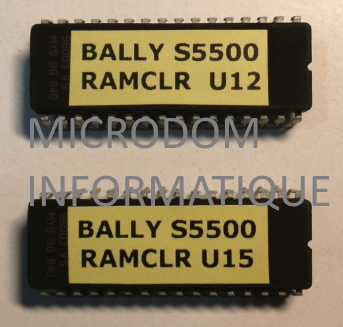 BALLY S5500
RAMCLR U12
MICRODOM
INFORMATIQUE
BALLY S5500
RAMCLR U15